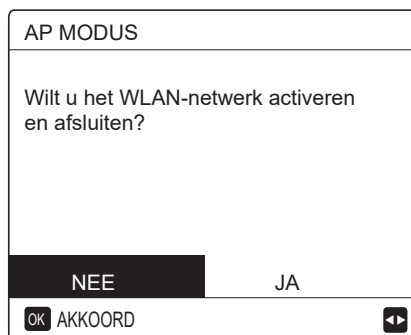 AP MODUS
Wilt u het WLAN-netwerk activeren
en afsluiten?
NEE JA
OK AKKOORD